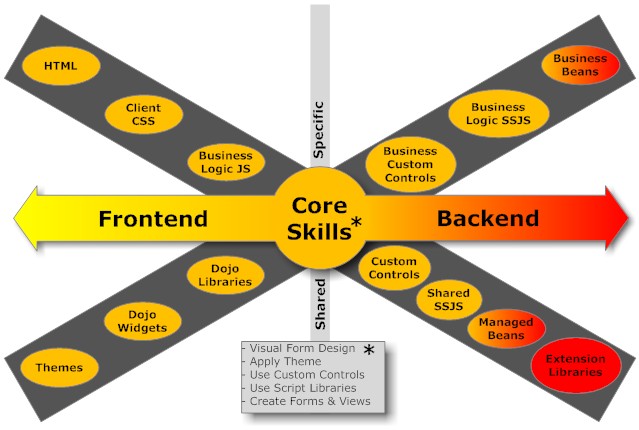 HTML
Client
CSS
Business
Logic JS
Specific
Business
Beans
Business
Logic SSJS
Business
Custom
Controls
Frontend
Core
Skills*
Backend
Dojo
Libraries
Dojo
Widgets
Themes
Shared
Custom
Controls
Shared
SSJS
Managed
Beans
Extension
Libraries
- Visual Form Design *
- Apply Theme
- Use Custom Controls
- Use Script Libraries
- Create Forms & Views